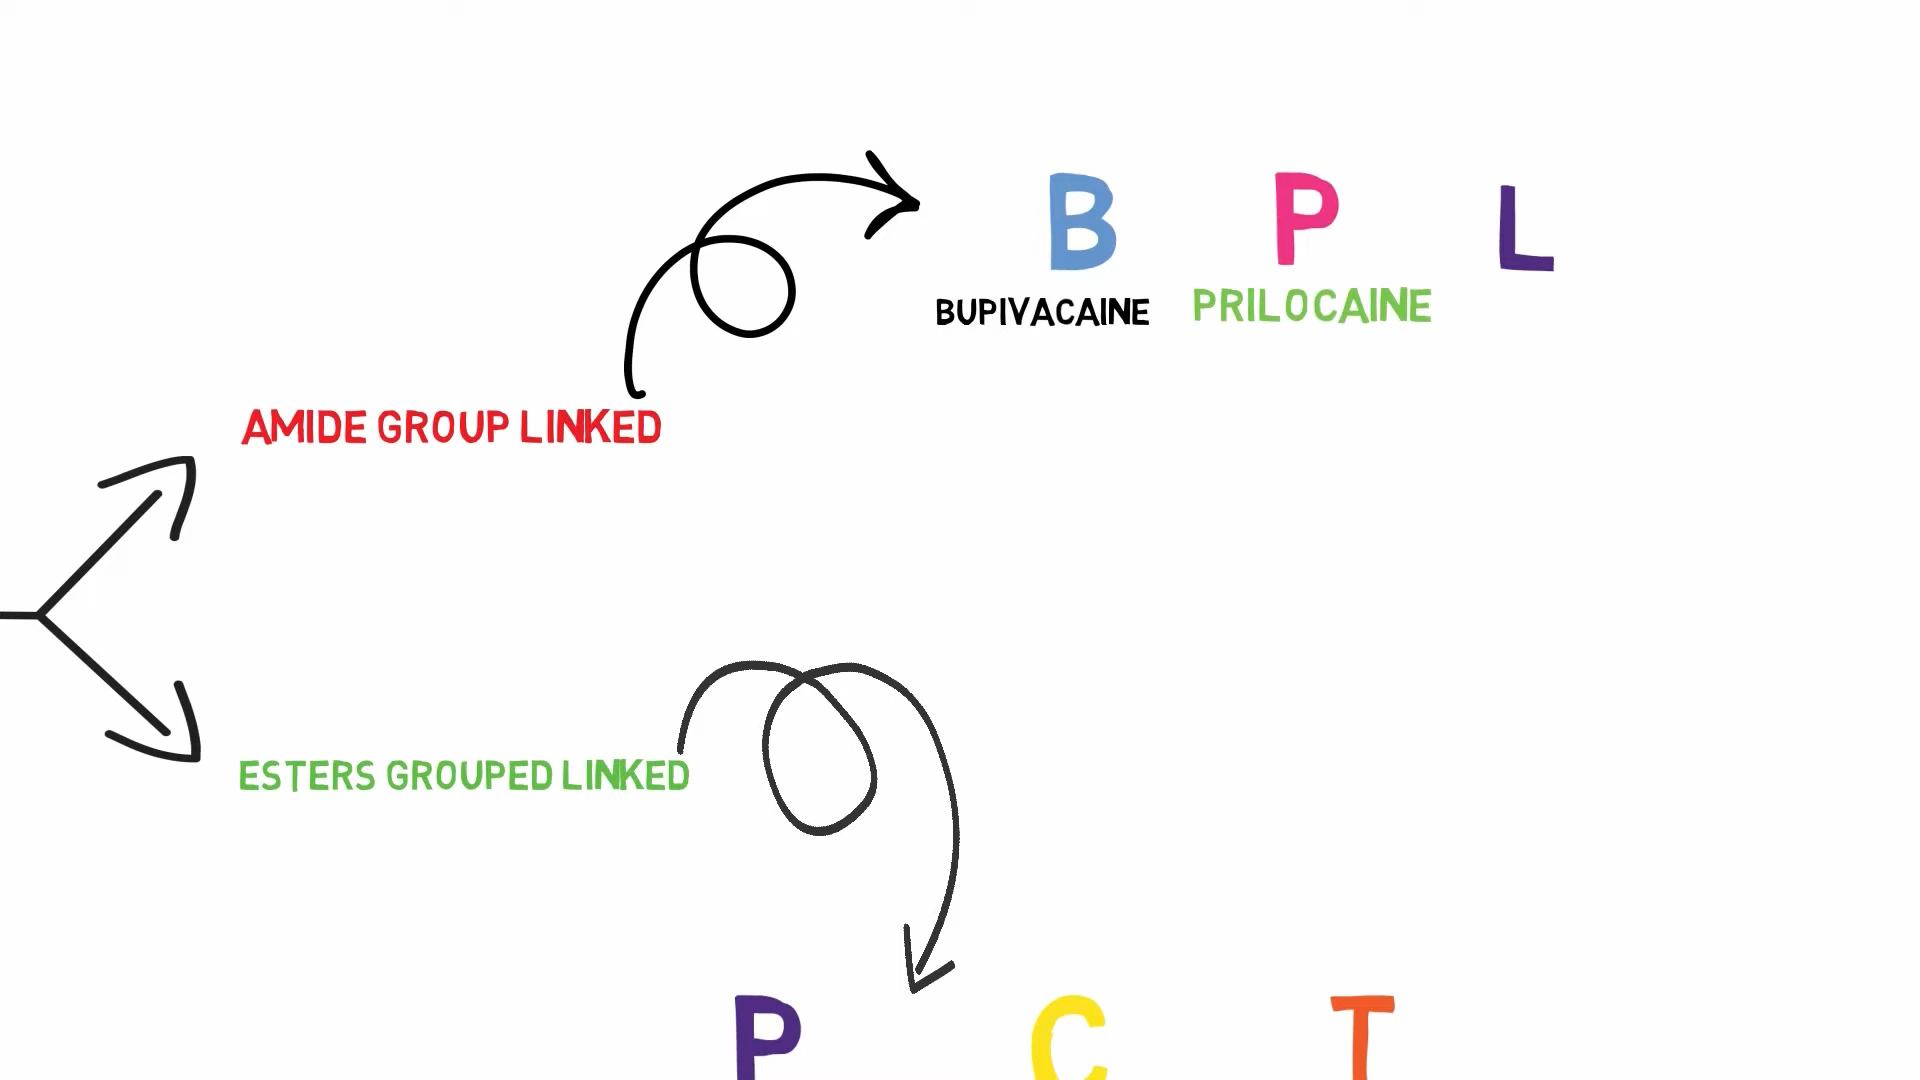 B P L
BUPIVACAINE PRILOCAINE
AMIDE GROUP LINKED
ESTERS GROUPED LINKED
P C T